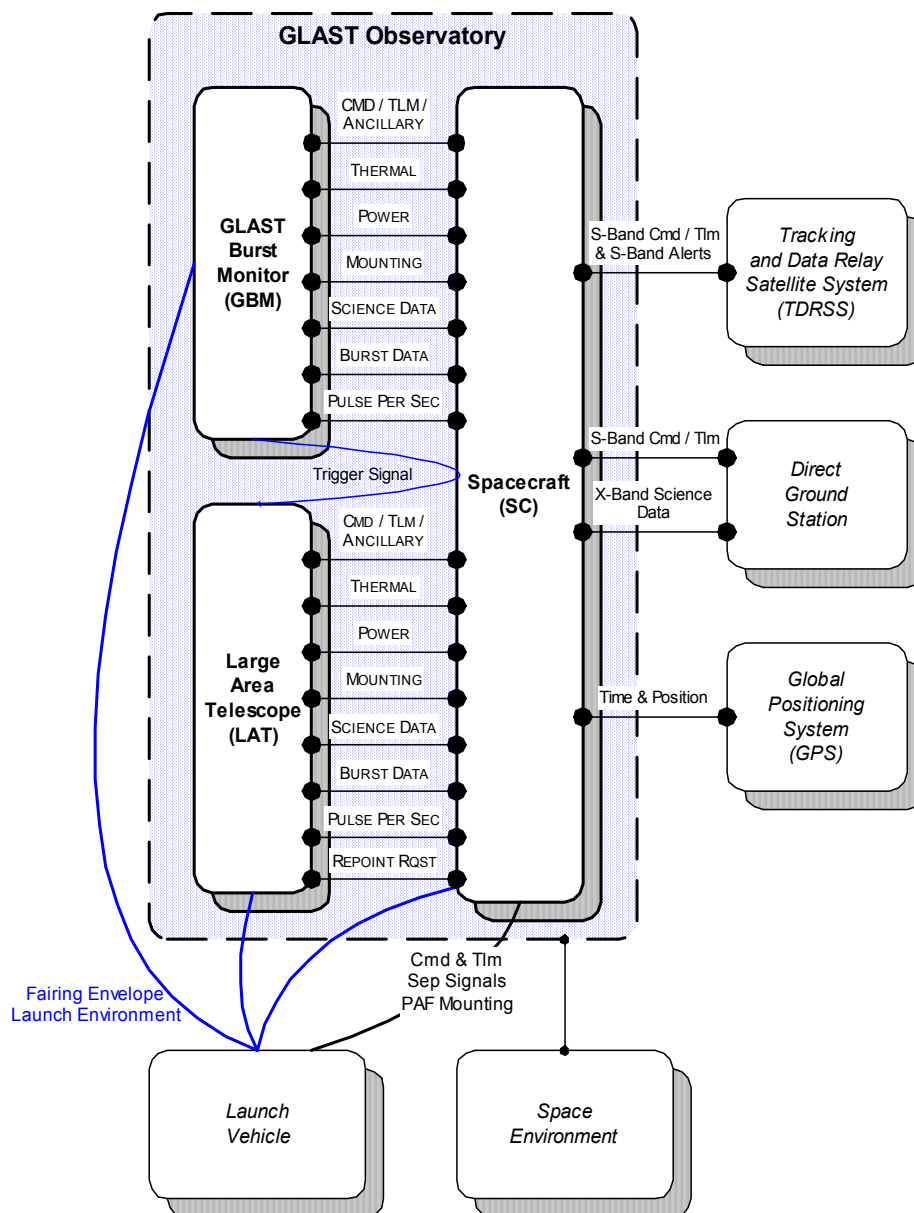 GLAST Observatory
GLAST
Burst
Monitor
(GBM)
CMD / TLM /
ANCILLARY
THERMAL
POWER
MOUNTING
SCIENCE DATA
BURST DATA
PULSE PER SEC
Trigger Signal
Large
Area
Telescope
(LAT)
CMD / TLM /
ANCILLARY
THERMAL
POWER
MOUNTING
SCIENCE DATA
BURST DATA
PULSE PER SEC
REPOINT RQST
Spacecraft
(SC)
S-Band Cmd / Tlm
& S-Band Alerts
Tracking
and Data Relay
Satellite System
(TDRSS)
S-Band Cmd / Tlm
X-Band Science
Data
Direct
Ground
Station
Time & Position
Global
Positioning
System
(GPS)
Fairing Envelope
Launch Environment
Cmd & Tlm
Sep Signals
PAF Mounting
Launch
Vehicle
Space
Environment